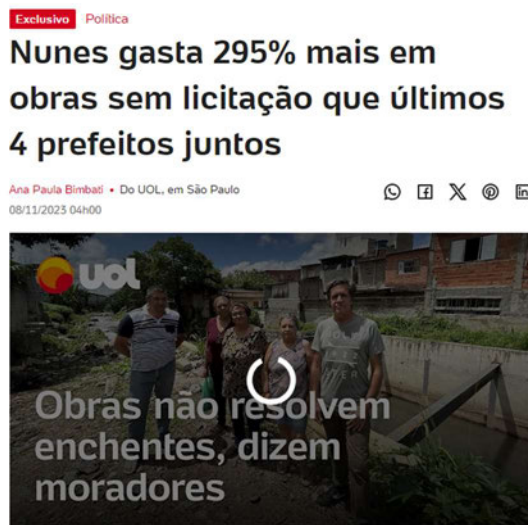 Exclusivo Política
Nunes gasta 295% mais em
obras sem licitação que últimos
4 prefeitos juntos
Ana Paula Bimbati • Do UOL, em São Paulo
08/11/2023 04h00
uol
Obras não resolvem
enchentes, dizem
moradores